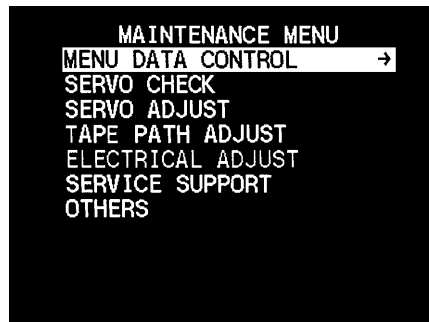 MAINTENANCE MENU
MENU DATA CONTROL →
SERVO CHECK
SERVO ADJUST
TAPE PATH ADJUST
ELECTRICAL ADJUST
SERVICE SUPPORT
OTHERS